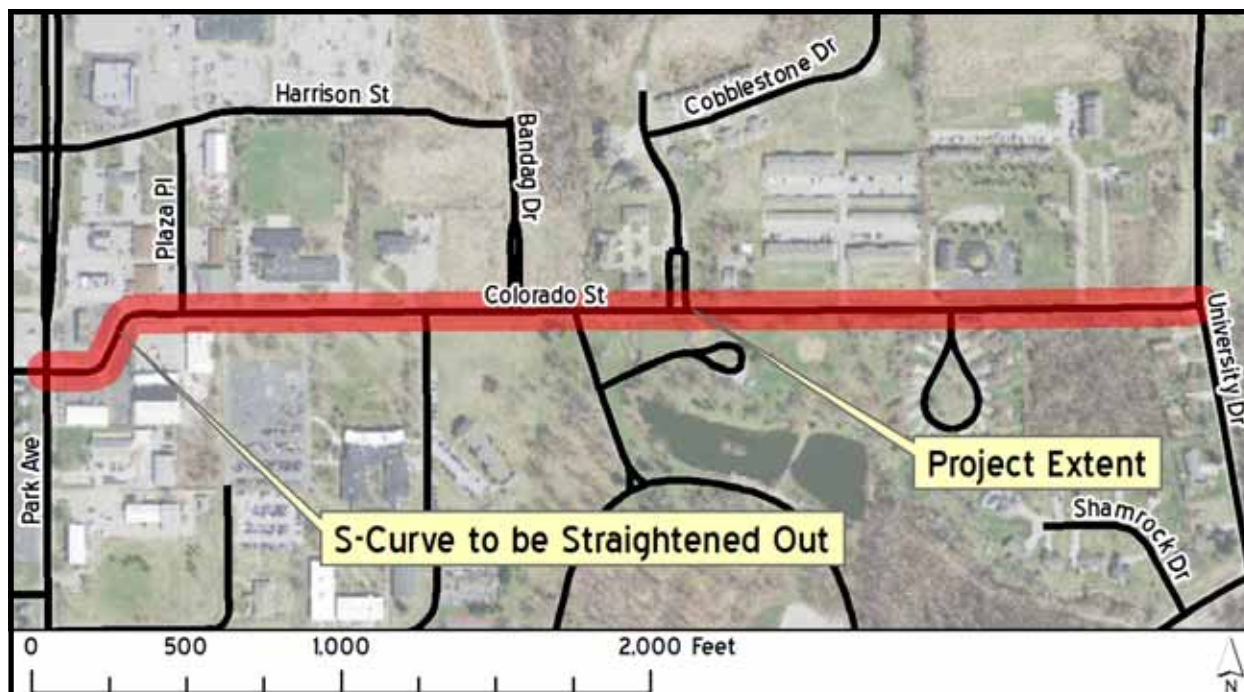 Cobblestone Dr
Harrison St
Bandag Dr
Plaza Pl
Colorado St
University Dr
Project Extent
Park Ave
S-Curve to be Straightened Out
Shamrock Dr
0 500 1,000 2,000 Feet
N